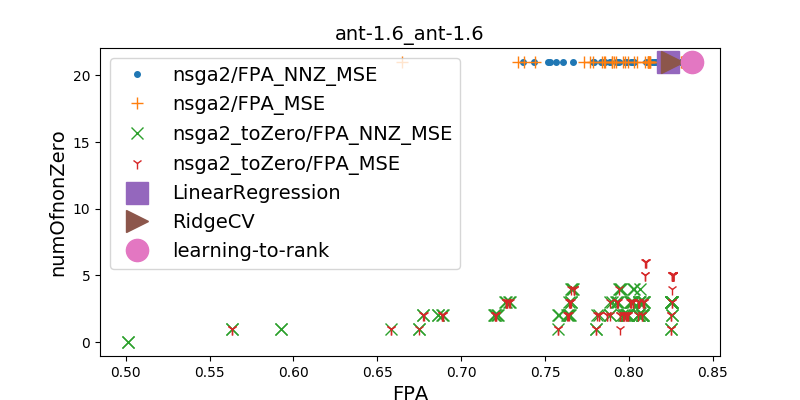 ant-1.6_ant-1.6
numOfnonZero
20
15
10
5
0
nsga2/FPA_NNZ_MSE
nsga2/FPA_MSE
nsga2_toZero/FPA_NNZ_MSE
nsga2_toZero/FPA_MSE
LinearRegression
RidgeCV
learning-to-rank
0.50 0.55 0.60 0.65 0.70 0.75 0.80 0.85
FPA